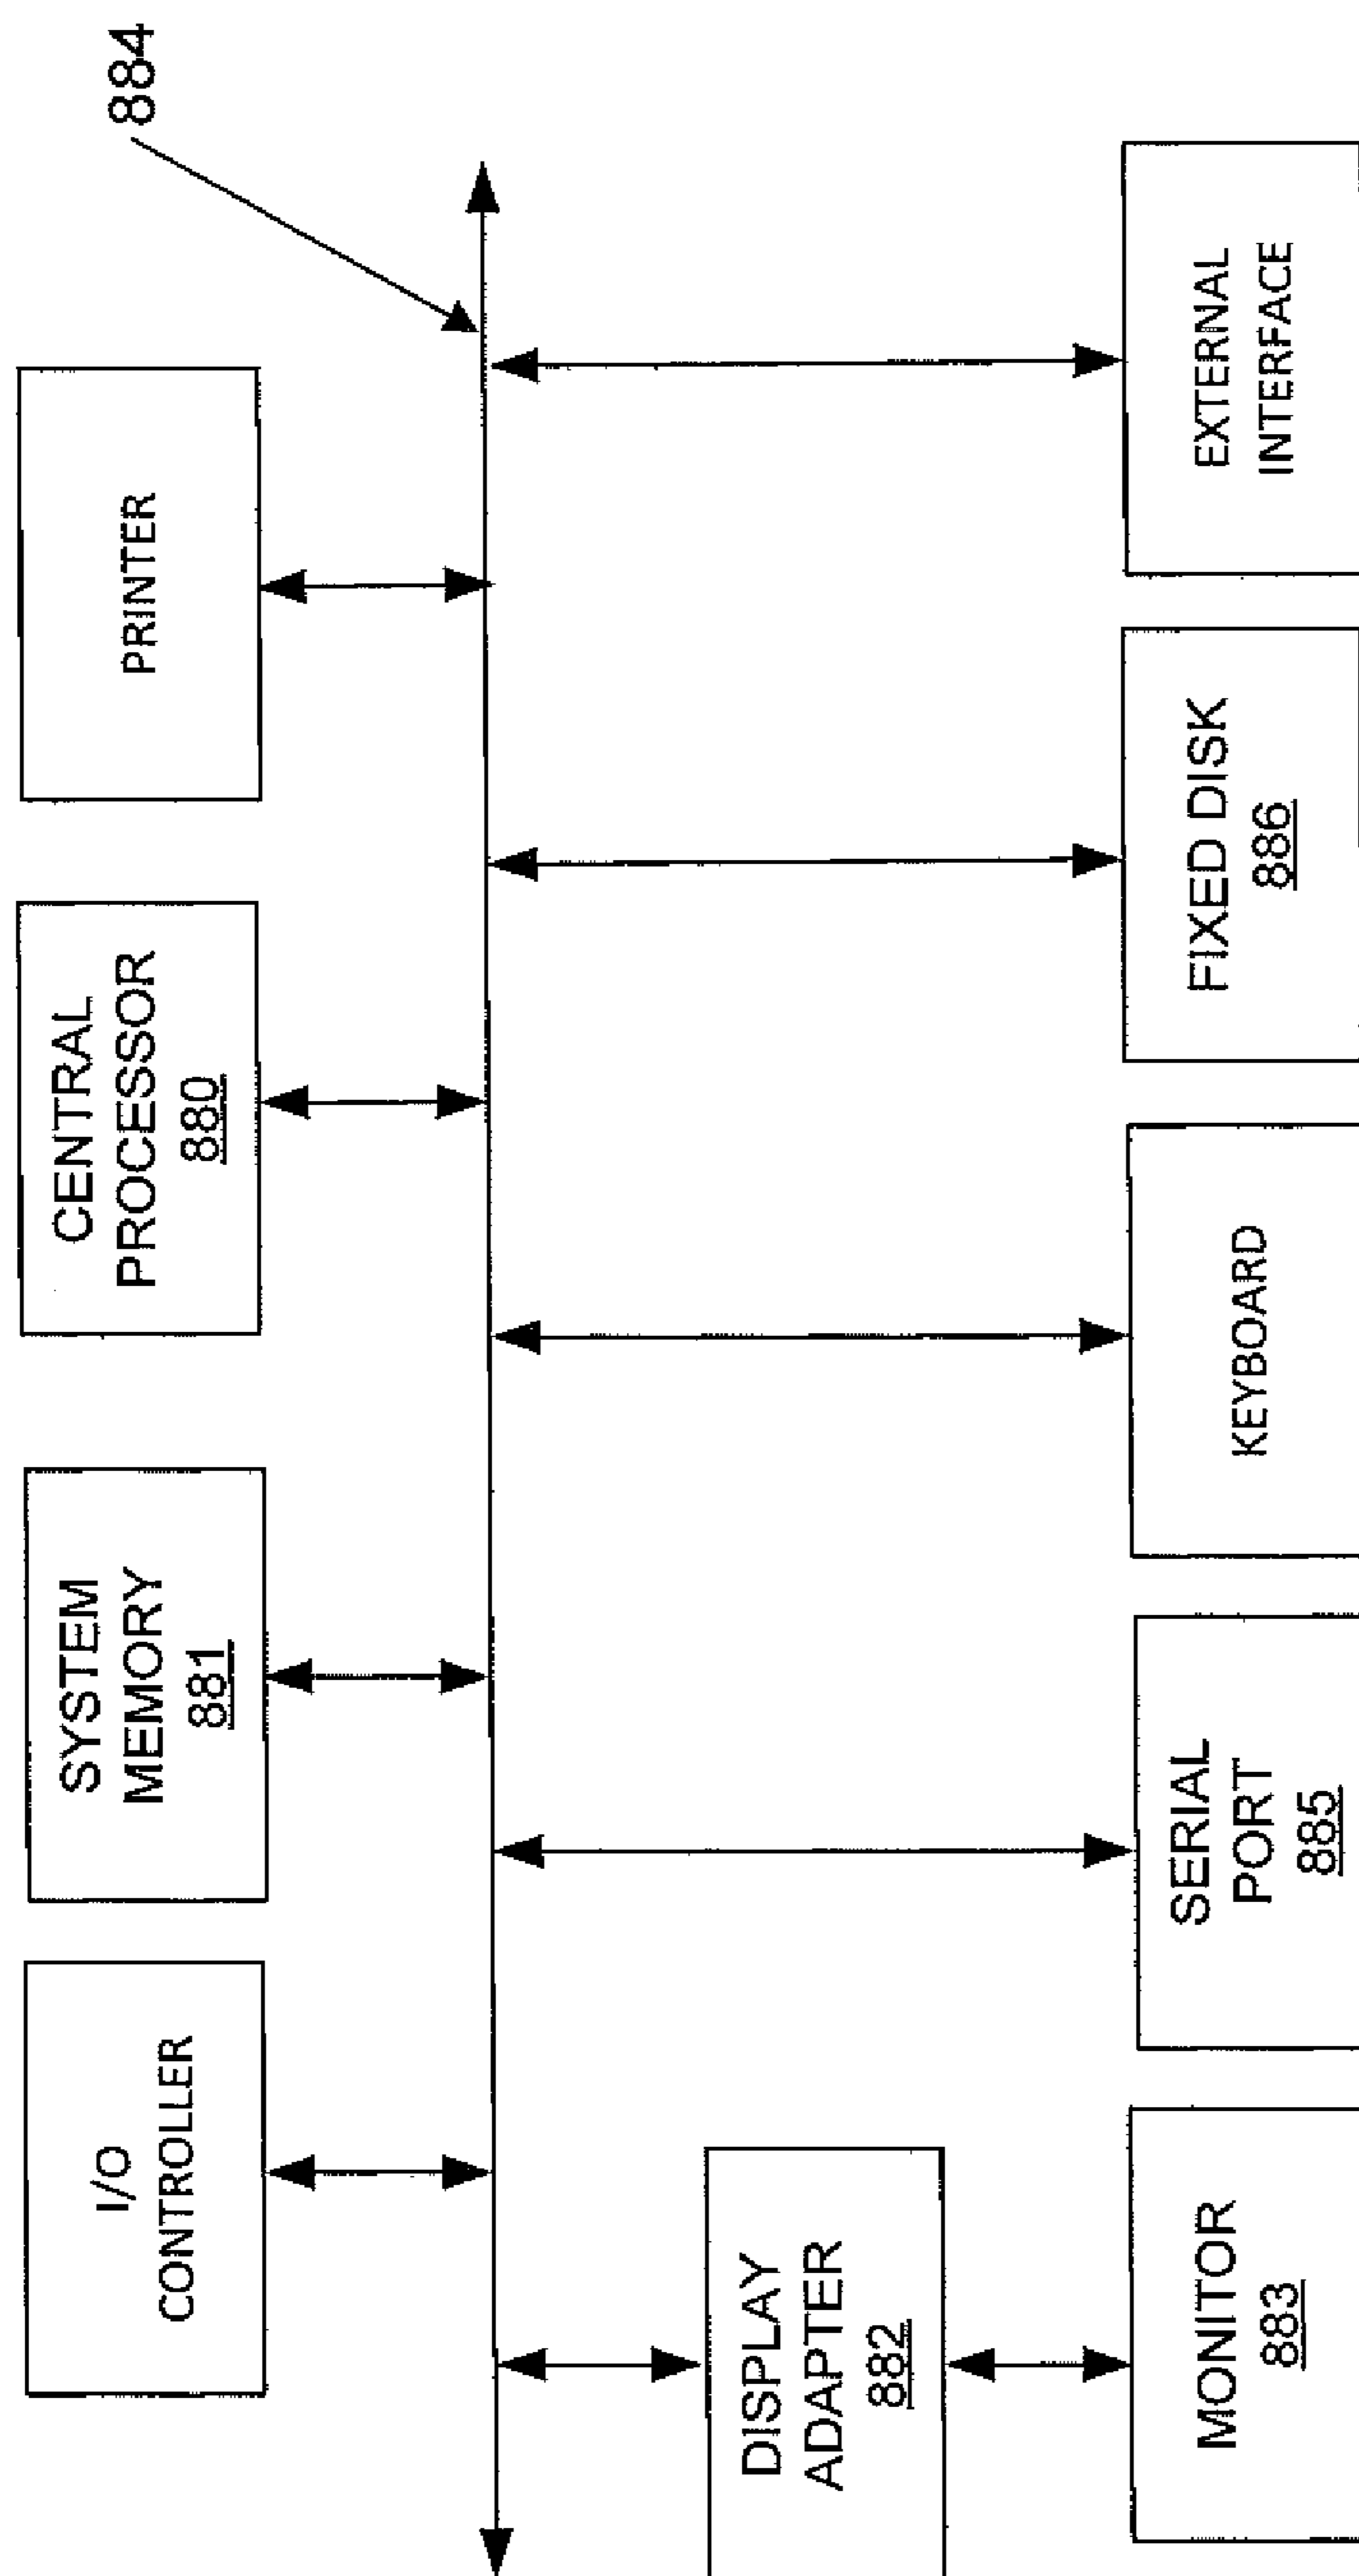 884
I/O
CONTROLLER
SYSTEM
MEMORY
881
CENTRAL
PROCESSOR
880
PRINTER
DISPLAY
ADAPTER
882
MONITOR
883
SERIAL
PORT
885
KEYBOARD
FIXED DISK
886
EXTERNAL
INTERFACE